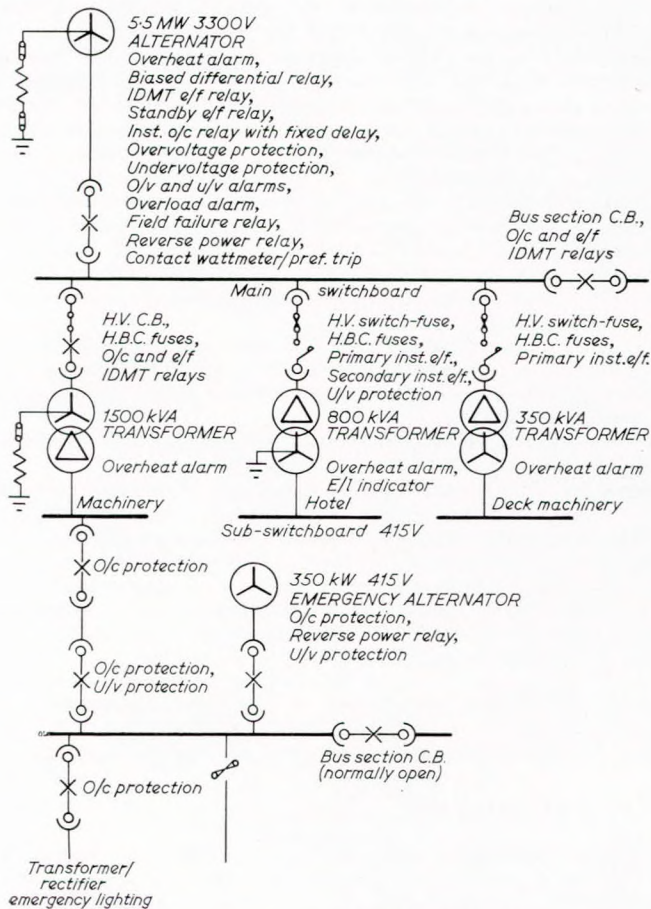 5·5 MW 3300V
ALTERNATOR
Overheat alarm,
Biased differential relay,
IDMT e/f relay,
Standby e/f relay,
Inst. o/c relay with fixed delay,
Overvoltage protection,
Undervoltage protection,
O/v and u/v alarms,
Overload alarm,
Field failure relay,
Reverse power relay,
Contact wattmeter/pref. trip
Bus section C.B.,
O/c and e/f
IDMT relays
Main switchboard
H.V. C.B.,
H.B.C. fuses,
O/c and e/f
IDMT relays
H.V. switch-fuse,
H.B.C. fuses,
Primary inst. e/f.,
Secondary inst. e/f.,
U/v protection
H.V. switch-fuse,
H.B.C. fuses,
Primary inst. e/f.
1500 kVA
TRANSFORMER
Overheat alarm
800 kVA
TRANSFORMER
Overheat alarm,
E/l indicator
350 kVA
TRANSFORMER
Overheat alarm
Machinery
Hotel
Deck machinery
Sub-switchboard 415V
O/c protection
350 kW 415 V
EMERGENCY ALTERNATOR
O/c protection,
Reverse power relay,
U/v protection
O/c protection,
U/v protection
Bus section C.B.
(normally open)
O/c protection
Transformer/
rectifier
emergency lighting